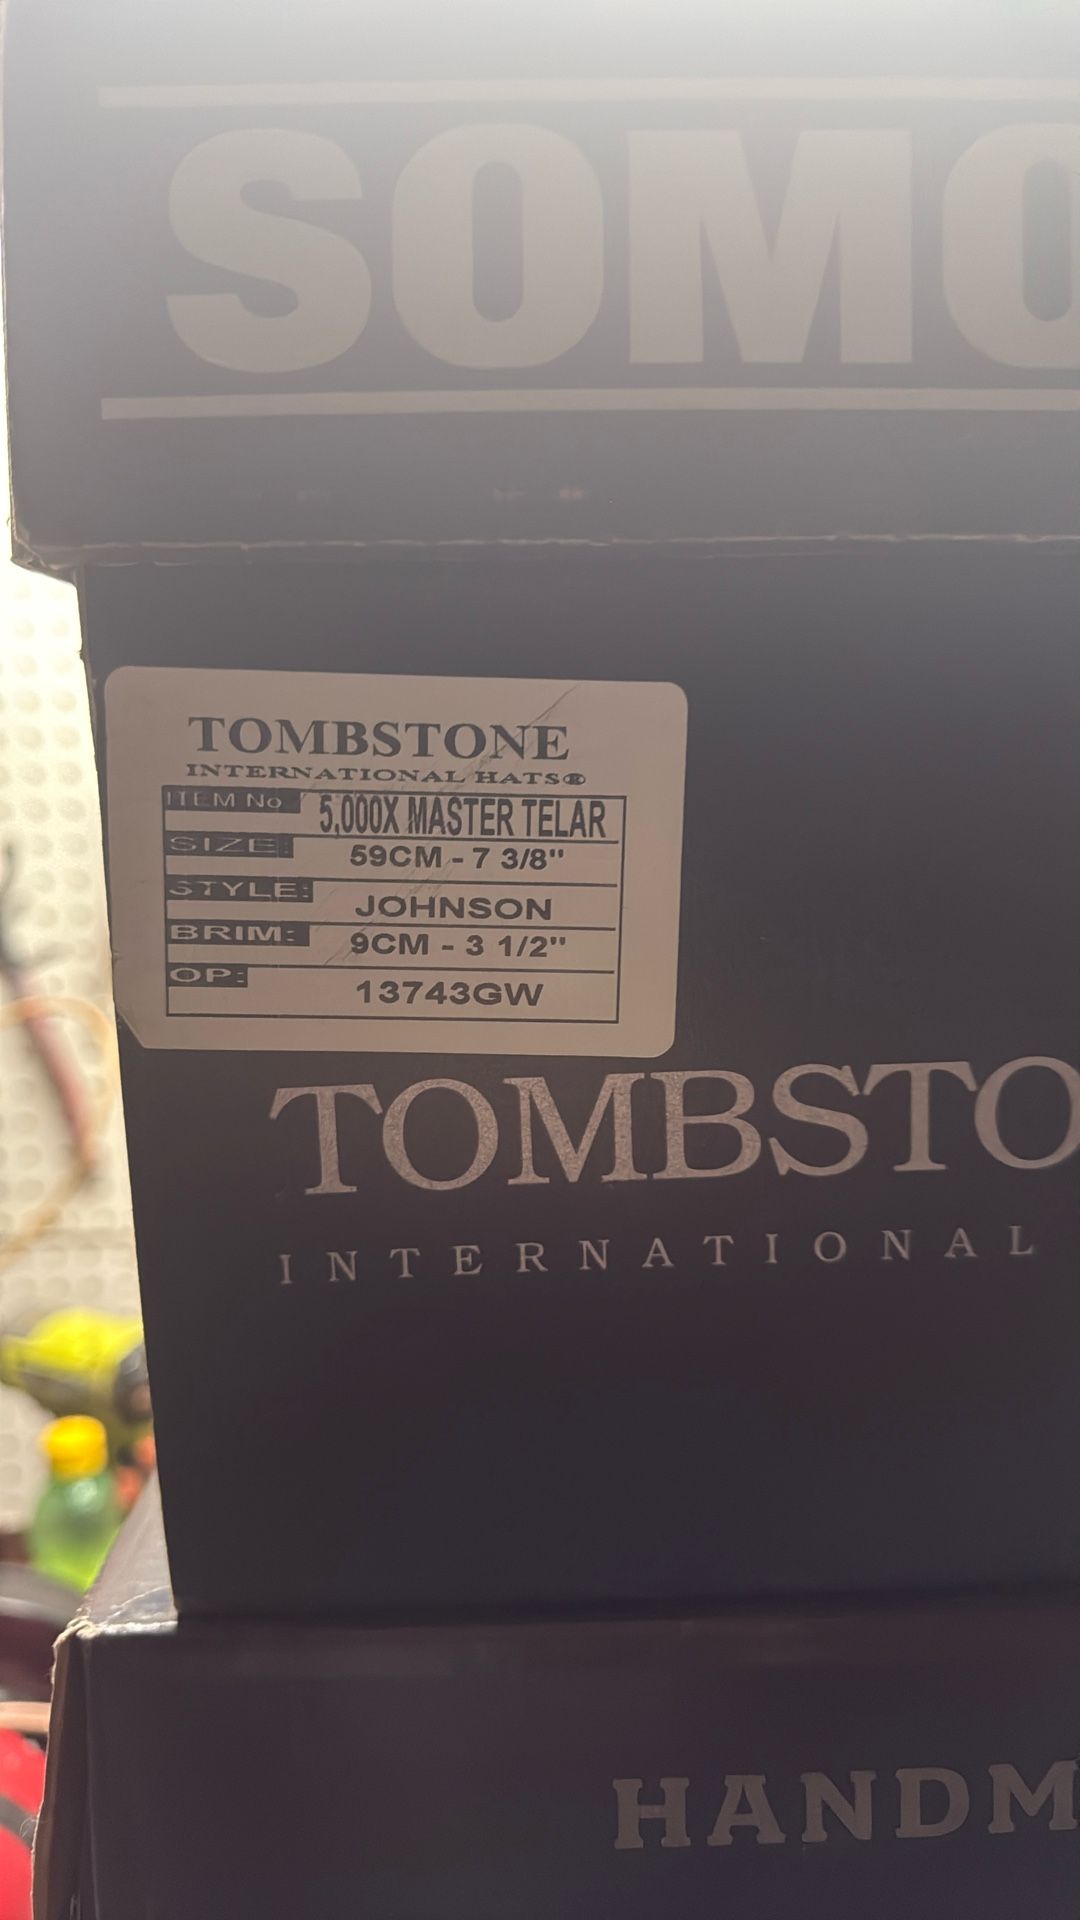 SOMO
TOMBSTONE
INTERNATIONAL HATS®
ITEM No 5,000X MASTER TELAR
SIZE: 59CM - 7 3/8"
STYLE: JOHNSON
BRIM: 9CM - 3 1/2"
OP: 13743GW
TOMBSTO
INTERNATIONAL
HANDM